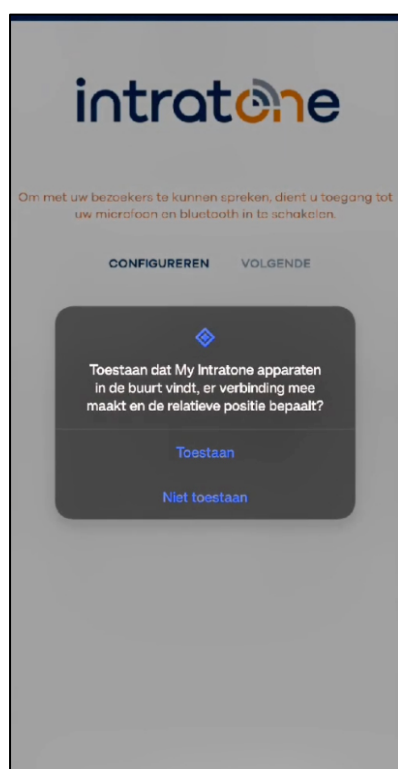 intratone
Om met uw bezoekers te kunnen spreken, dient u toegang tot
uw microfoon en bluetooth in te schakelen.
CONFIGUREREN VOLGENDE
Toestaan dat My Intratone apparaten
in de buurt vindt, er verbinding mee
maakt en de relatieve positie bepaalt?
Toestaan
Niet toestaan